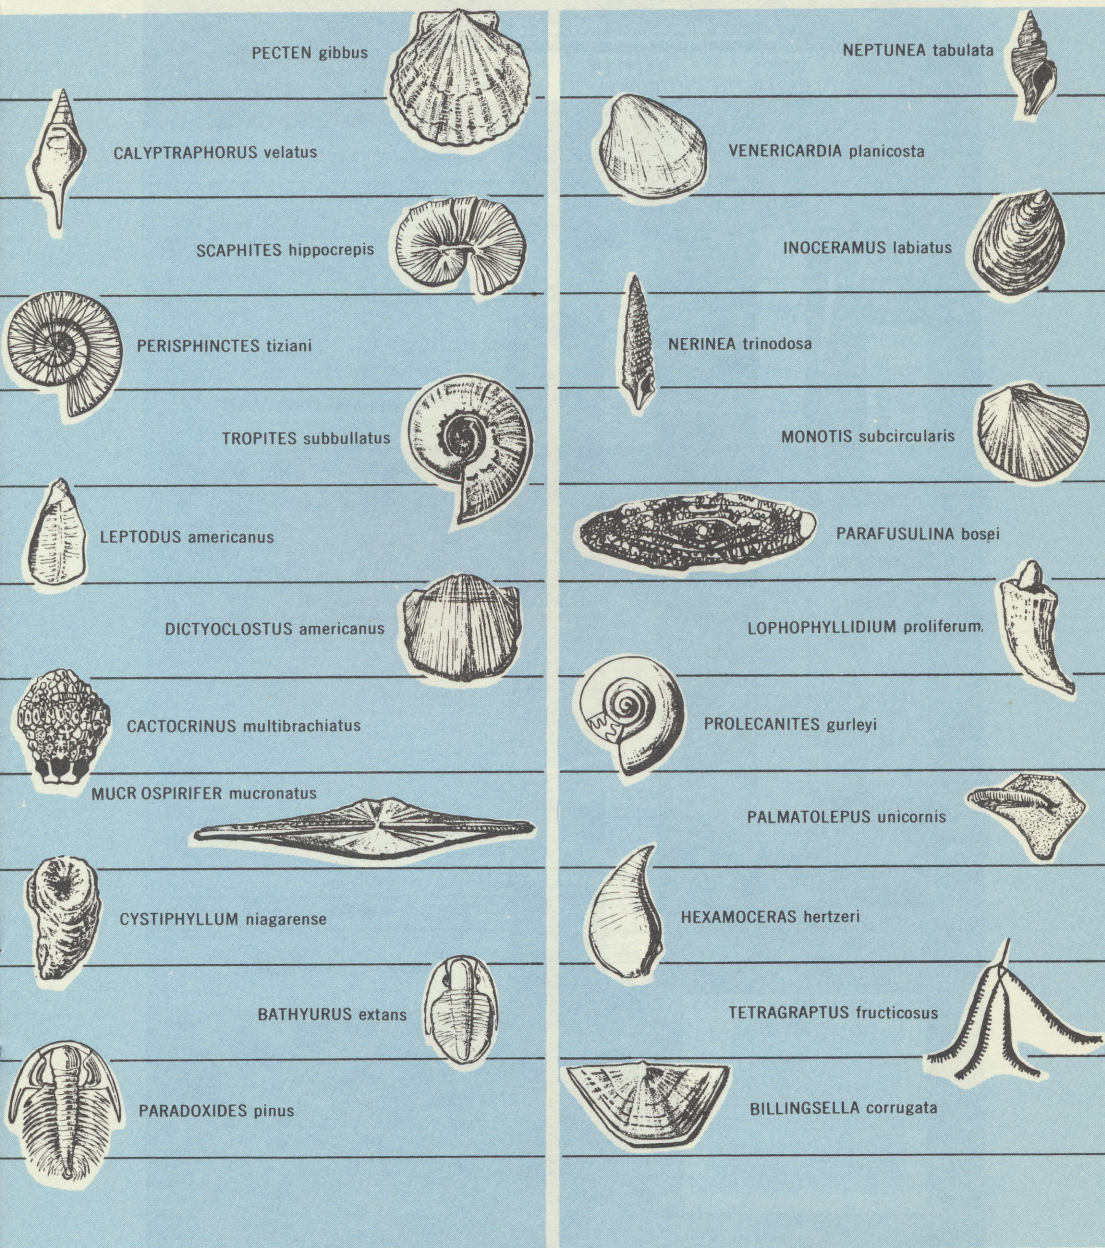 PECTEN gibbus
NEPTUNEA tabulata
CALYPTRAPHORUS velatus
VENERICARDIA planicosta
SCAPHITES hippocrepis
INOCERAMUS labiatus
PERISPHINCTES tiziani
NERINEA trinodosa
TROPITES subbullatus
MONOTIS subcircularis
LEPTODUS americanus
PARAFUSULINA bosei
DICTYOCLOSTUS americanus
LOPHOPHYLLIDIUM proliferum.
CACTOCRINUS multibrachiatus
PROLECANITES gurleyi
MUCR OSPIRIFER mucronatus
PALMATOLEPUS unicornis
CYSTIPHYLLUM niagarense
HEXAMOCERAS hertzeri
BATHYURUS extans
TETRAGRAPTUS fructicosus
PARADOXIDES pinus
BILLINGSELLA corrugata